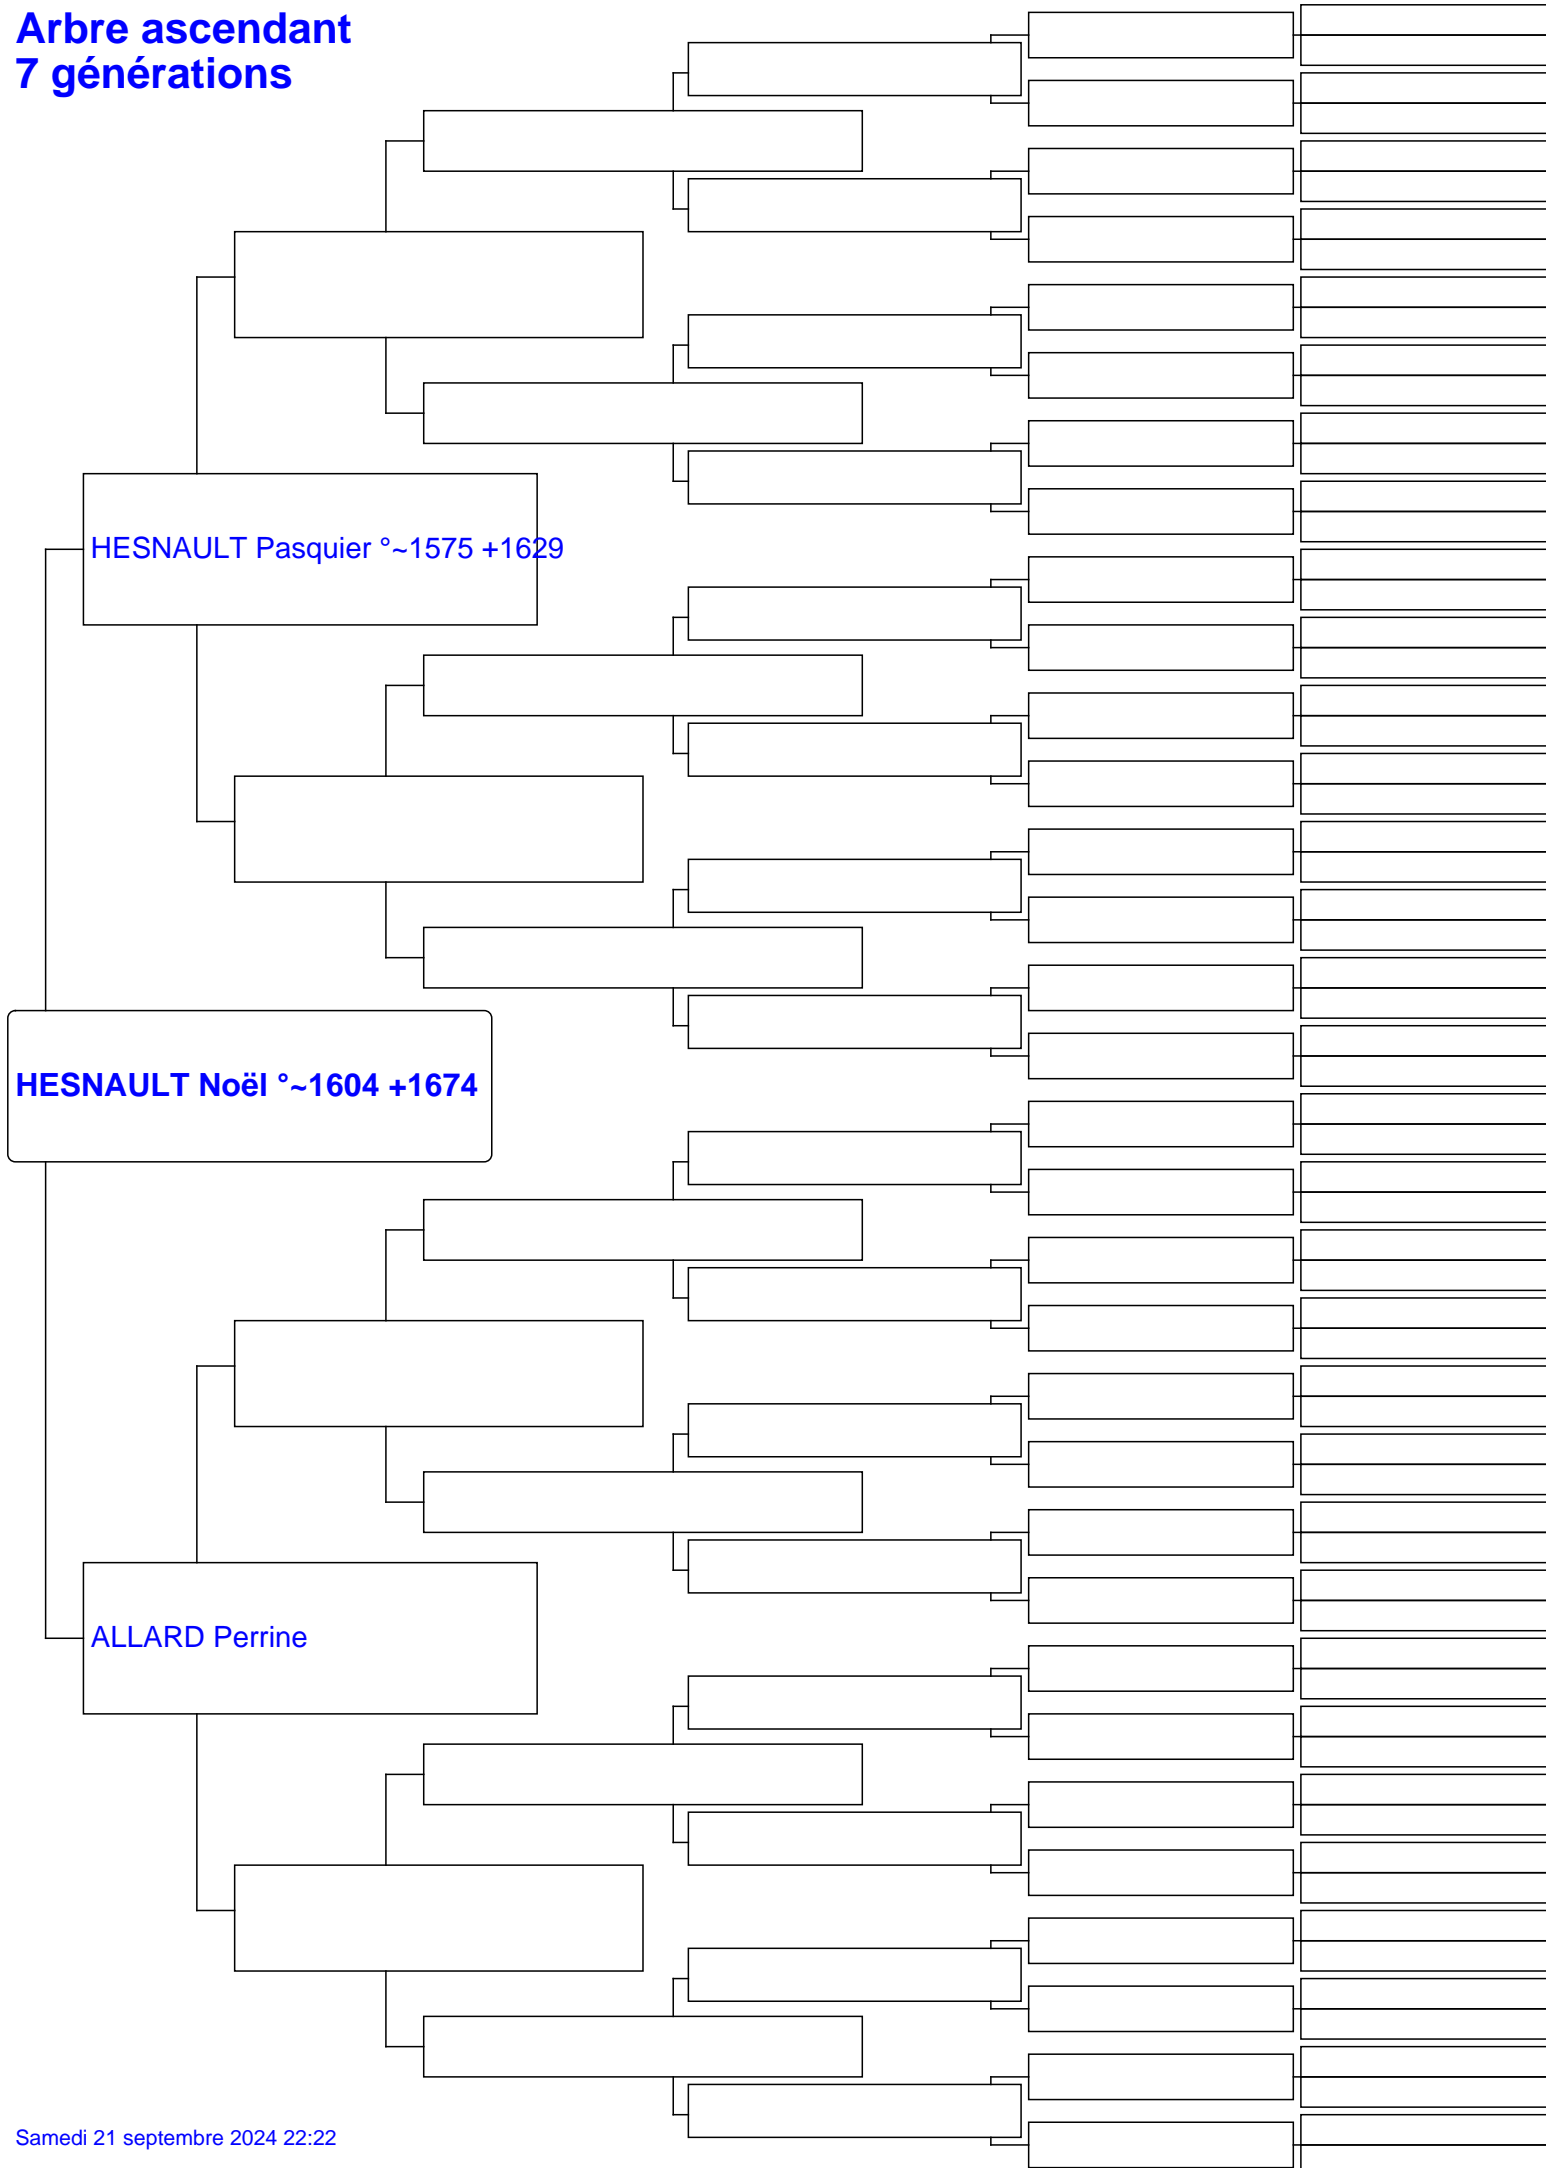 Arbre ascendant
7 générations
HESNAULT Pasquier °~1575 +1629
HESNAULT Noël °~1604 +1674
ALLARD Perrine
Samedi 21 septembre 2024 22:22